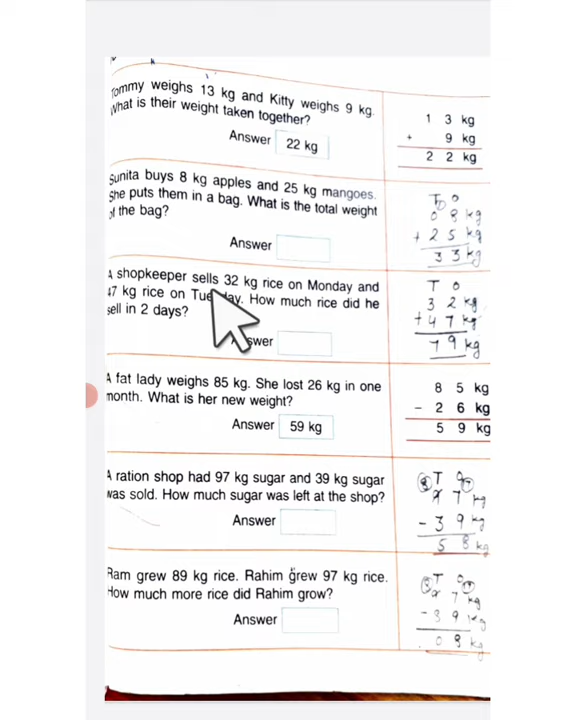 Tommy weighs 13 kg and Kitty weighs 9 kg.
What is their weight taken together?
Answer 22 kg
1 3 kg
+ 9 kg
2 2 kg
Sunita buys 8 kg apples and 25 kg mangoes.
She puts them in a bag. What is the total weight
of the bag?
Answer
T O
0 8 kg
+ 2 5 kg
3 3 kg
A shopkeeper sells 32 kg rice on Monday and
47 kg rice on day. How much rice did he
sell in 2 days?
swer
T O
3 2 kg
+ 4 7 kg
7 9 kg
A fat lady weighs 85 kg. She lost 26 kg in one
month. What is her new weight?
Answer 59 kg
8 5 kg
- 2 6 kg
5 9 kg
A ration shop had 97 kg sugar and 39 kg sugar
was sold. How much sugar was left at the shop?
Answer
T O
9 7 kg
- 3 9 kg
5 8 kg
Ram grew 89 kg rice. Rahim grew 97 kg rice.
How much more rice did Rahim grow?
Answer
T O
7 kg
9 kg
0 8 kg